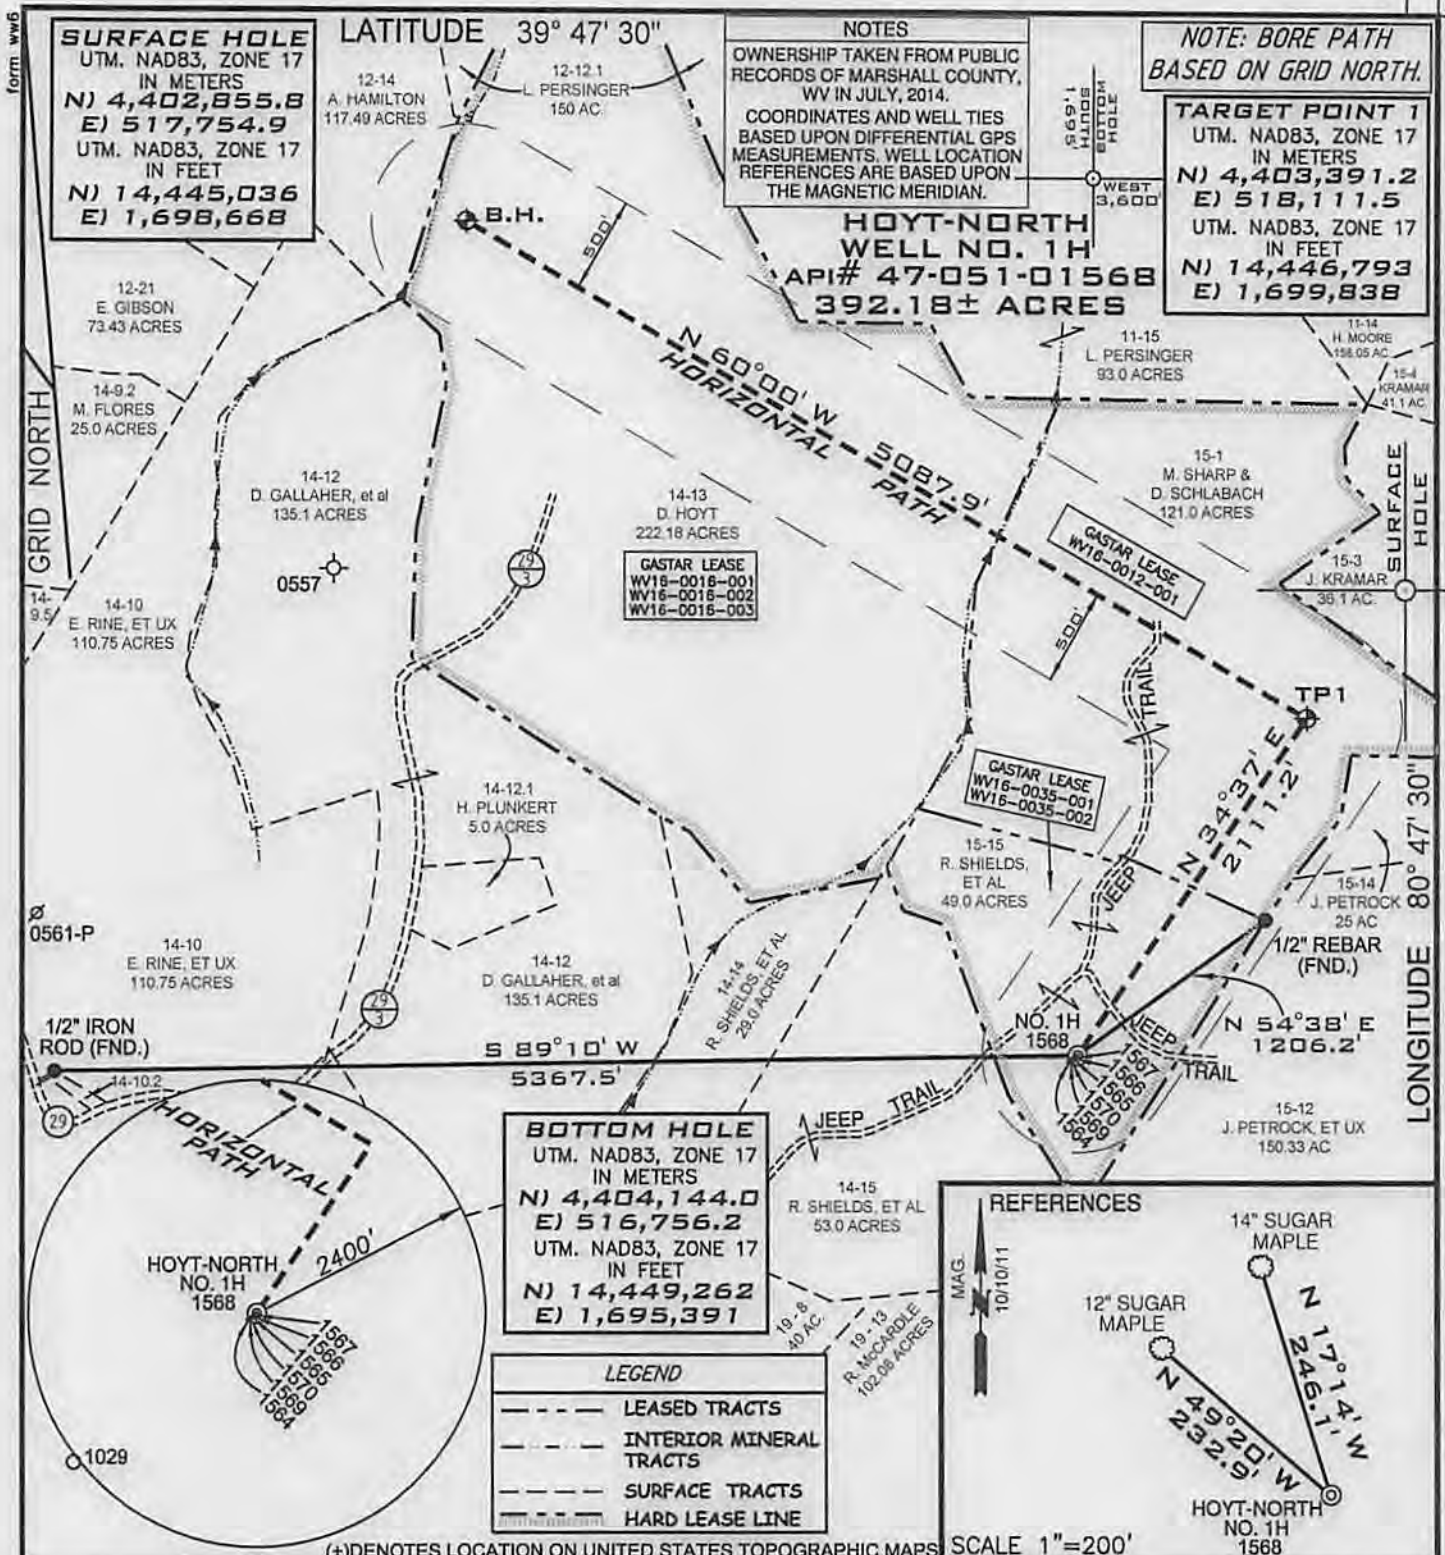 form ww6
SURFACE HOLE
UTM. NAD83, ZONE 17
IN METERS
N) 4,402,855.8
E) 517,754.9
UTM. NAD83, ZONE 17
IN FEET
N) 14,445,036
E) 1,698,668
LATITUDE 39° 47' 30"
12-14
A. HAMILTON
117.49 ACRES
12-12.1
L. PERSINGER
150 AC.
NOTES
OWNERSHIP TAKEN FROM PUBLIC
RECORDS OF MARSHALL COUNTY,
WV IN JULY, 2014.
COORDINATES AND WELL TIES
BASED UPON DIFFERENTIAL GPS
MEASUREMENTS. WELL LOCATION
REFERENCES ARE BASED UPON
THE MAGNETIC MERIDIAN.
SOUTH
1,695'
BOTTOM
HOLE
WEST
3,600'
NOTE: BORE PATH
BASED ON GRID NORTH.
TARGET POINT 1
UTM. NAD83, ZONE 17
IN METERS
N) 4,403,391.2
E) 518,111.5
UTM. NAD83, ZONE 17
IN FEET
N) 14,446,793
E) 1,699,838
HOYT-NORTH
WELL NO. 1H
API# 47-051-01568
392.18± ACRES
B.H.
500'
12-21
E. GIBSON
73.43 ACRES
14-9.2
M. FLORES
25.0 ACRES
GRID NORTH
N 60°00' W 5087.9'
HORIZONTAL PATH
11-15
L. PERSINGER
93.0 ACRES
11-14
H. MOORE
156.05 AC.
15-4
KRAMAR
41.1 AC.
14-12
D. GALLAHER, et al
135.1 ACRES
0557
14-13
D. HOYT
222.18 ACRES
GASTAR LEASE
WV16-0016-001
WV16-0016-002
WV16-0016-003
29
3
15-1
M. SHARP &
D. SCHLABACH
121.0 ACRES
GASTAR LEASE
WV16-0012-001
SURFACE
HOLE
15-3
J. KRAMAR
36.1 AC.
14-
9.5
14-10
E. RINE, ET UX
110.75 ACRES
500'
TRAIL
TP1
N 34°37' E
2111.2'
GASTAR LEASE
WV16-0035-001
WV16-0035-002
14-12.1
H. PLUNKERT
5.0 ACRES
15-15
R. SHIELDS,
ET AL
49.0 ACRES
JEEP
15-14
J. PETROCK
25 AC
LONGITUDE 80° 47' 30"
0561-P
14-10
E. RINE, ET UX
110.75 ACRES
14-12
D. GALLAHER, et al
135.1 ACRES
14-14
R. SHIELDS, ET AL
29.0 ACRES
1/2" REBAR
(FND.)
N 54°38' E
1206.2'
29
3
1/2" IRON
ROD (FND.)
S 89°10' W
5367.5'
NO. 1H
1568
JEEP
TRAIL
1567
1566
1565
1570
1569
1564
14-10.2
29
HORIZONTAL
PATH
JEEP TRAIL
15-12
J. PETROCK, ET UX
150.33 AC
BOTTOM HOLE
UTM. NAD83, ZONE 17
IN METERS
N) 4,404,144.0
E) 516,756.2
UTM. NAD83, ZONE 17
IN FEET
N) 14,449,262
E) 1,695,391
14-15
R. SHIELDS, ET AL
53.0 ACRES
2400'
HOYT-NORTH
NO. 1H
1568
1567
1566
1565
1570
1569
1564
1029
19 - 8
40 AC.
19 - 13
R. McCARDLE
102.08 ACRES
REFERENCES
MAG.
10/10/11
14" SUGAR
MAPLE
12" SUGAR
MAPLE
N 17°14' W
246.1'
N 49°20' W
232.9'
HOYT-NORTH
NO. 1H
1568
SCALE 1"=200'
LEGEND
LEASED TRACTS
INTERIOR MINERAL
TRACTS
SURFACE TRACTS
HARD LEASE LINE
(+)DENOTES LOCATION ON UNITED STATES TOPOGRAPHIC MAPS